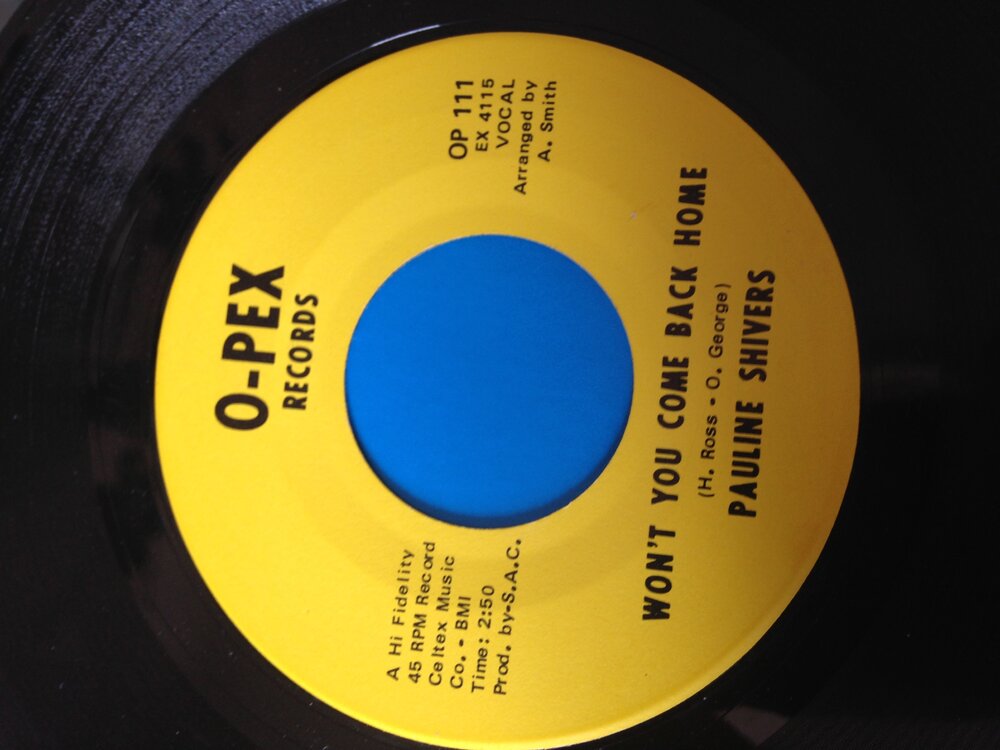 O-PEX
RECORDS
A Hi Fidelity
45 RPM Record
Celtex Music
Co. - BMI
Time: 2:50
Prod. by-S.A.C.
OP 111
EX 4115
VOCAL
Arranged by
A. Smith
WON'T YOU COME BACK HOME
(H. Ross - O. George)
PAULINE SHIVERS